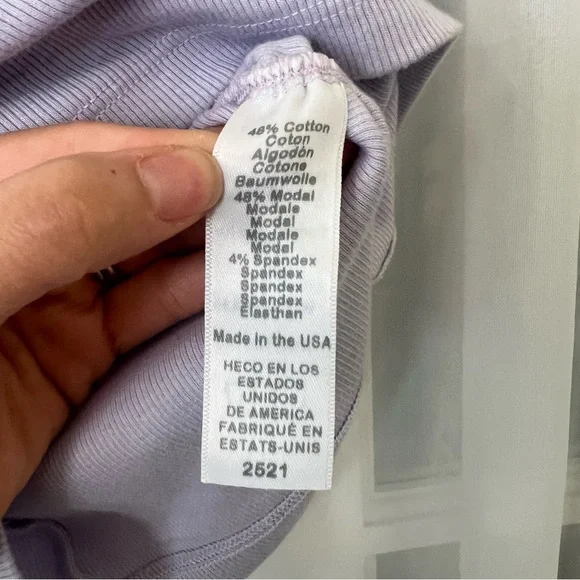 48% Cotton
Coton
Algodón
Cotone
Baumwolle
48% Modal
Modale
Modal
Modale
Modal
4% Spandex
Spandex
Spandex
Spandex
Elasthan
Made in the USA
HECO EN LOS
ESTADOS
UNIDOS
DE AMERICA
FABRIQUÉ EN
ESTATS-UNIS
2521